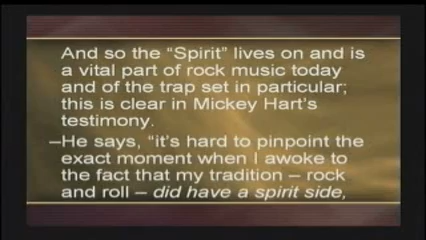 And so the “Spirit” lives on and is
a vital part of rock music today
and of the trap set in particular;
this is clear in Mickey Hart’s
testimony.
–He says, “it’s hard to pinpoint the
exact moment when I awoke to
the fact that my tradition – rock
and roll – did have a spirit side,